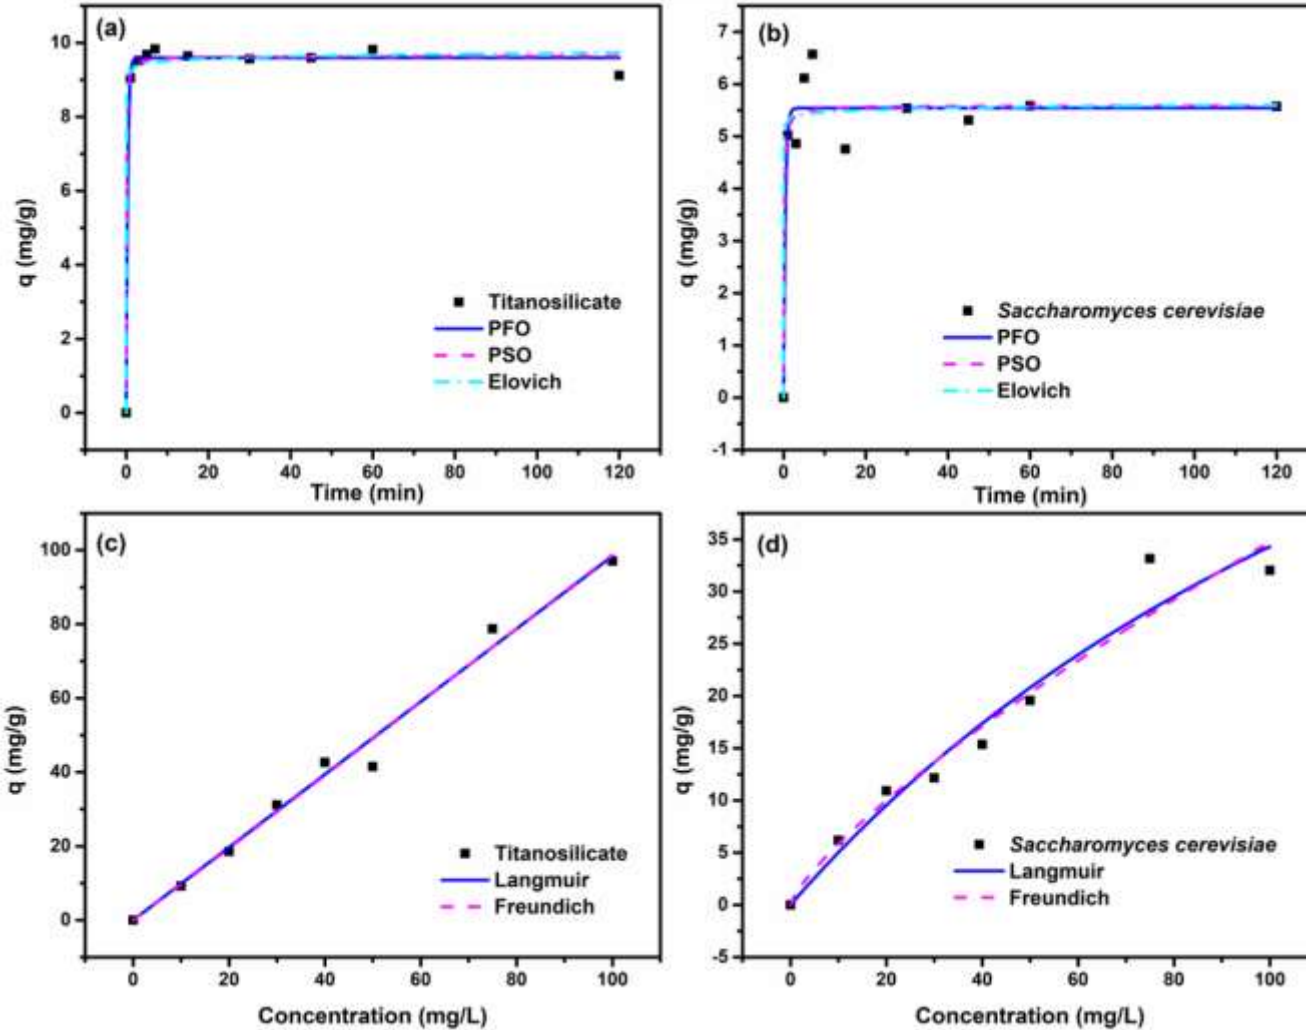 (a)
10
8
6
4
2
0
q (mg/g)
Titanosilicate
PFO
PSO
Elovich
0 20 40 60 80 100 120
Time (min)
(b)
7
6
5
4
3
2
1
0
-1
q (mg/g)
Saccharomyces cerevisiae
PFO
PSO
Elovich
0 20 40 60 80 100 120
Time (min)
(c)
100
80
60
40
20
0
q (mg/g)
Titanosilicate
Langmuir
Freundich
0 20 40 60 80 100
Concentration (mg/L)
(d)
35
30
25
20
15
10
5
0
-5
q (mg/g)
Saccharomyces cerevisiae
Langmuir
Freundich
0 20 40 60 80 100
Concentration (mg/L)